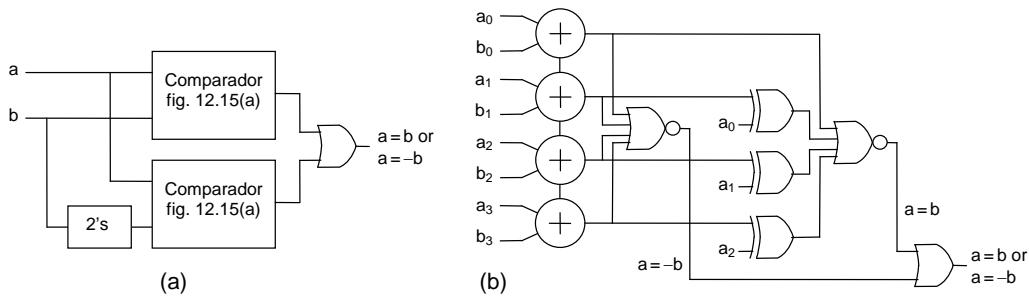 a
b
Comparador
fig. 12.15(a)
Comparador
fig. 12.15(a)
2's
a = b or
a = –b
(a)
a0
b0
a1
b1
a2
b2
a3
b3
+
+
+
+
a0
a1
a2
a = –b
a = b
a = b or
a = –b
(b)